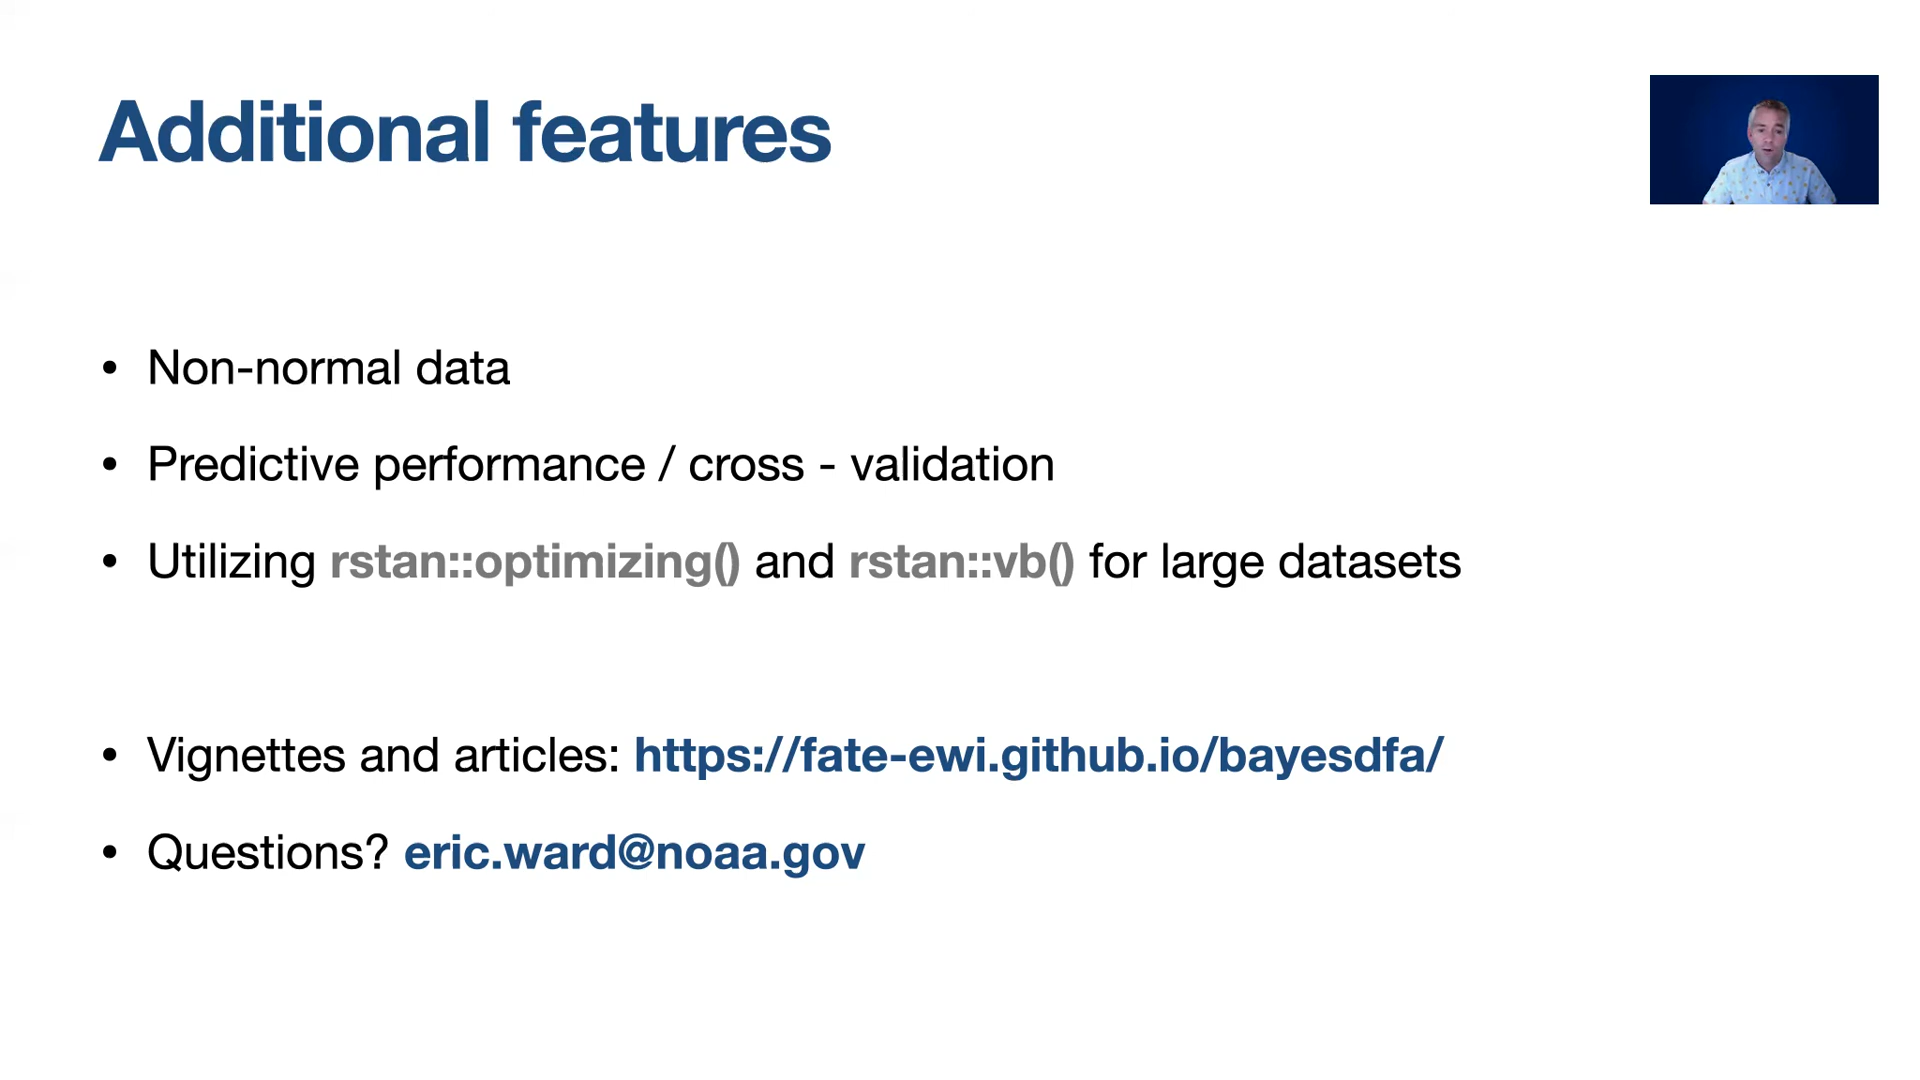 Additional features
• Non-normal data
• Predictive performance / cross - validation
• Utilizing rstan::optimizing() and rstan::vb() for large datasets
• Vignettes and articles: https://fate-ewi.github.io/bayesdfa/
• Questions? eric.ward@noaa.gov